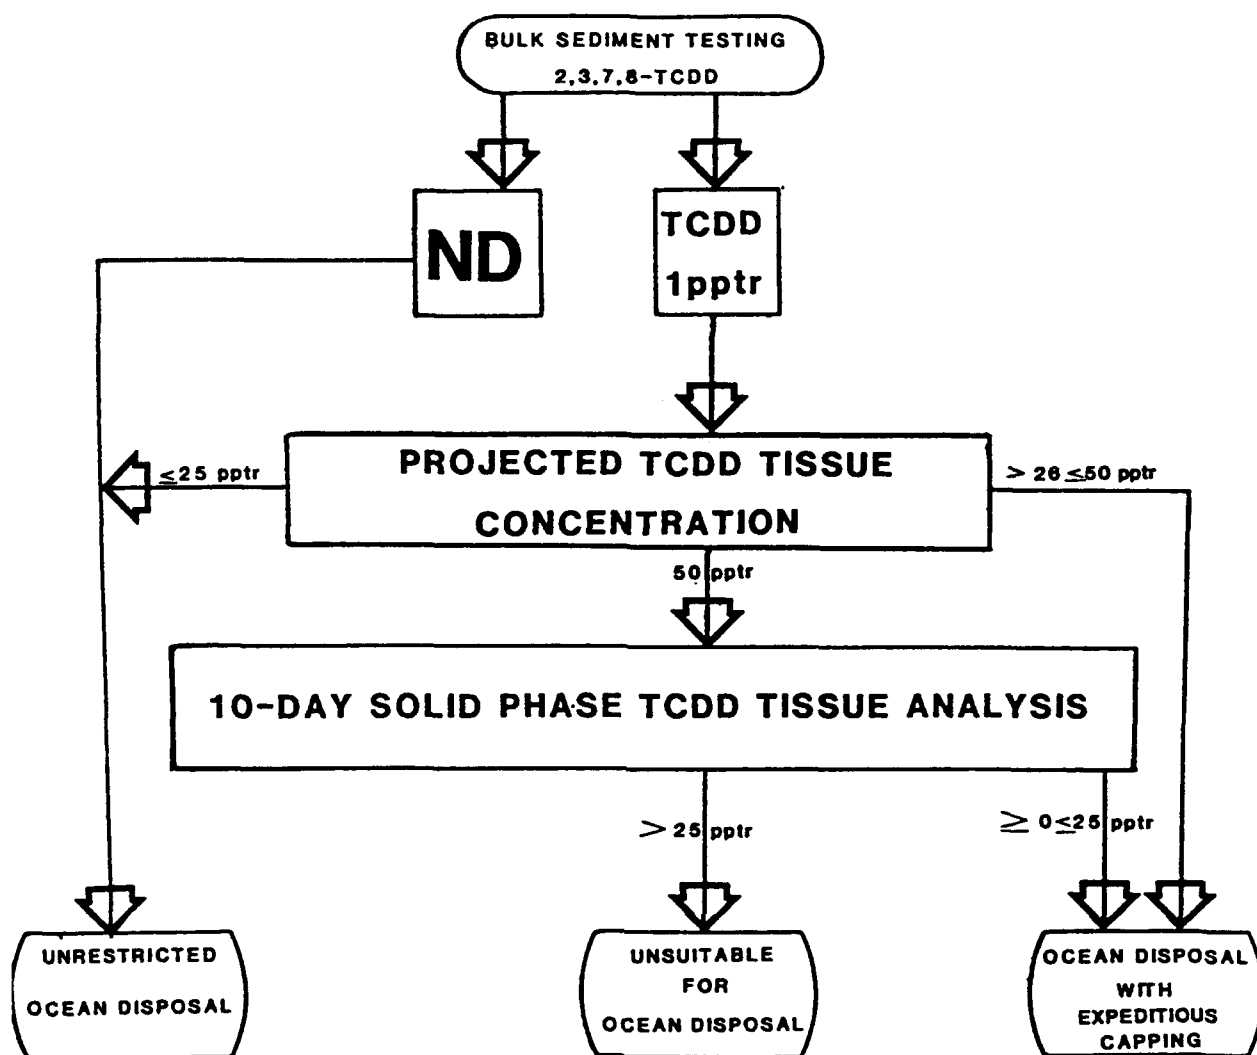 BULK SEDIMENT TESTING
2,3,7,8-TCDD
ND
TCDD
1pptr
PROJECTED TCDD TISSUE
CONCENTRATION
≤25 pptr
> 26 ≤50 pptr
50 pptr
10-DAY SOLID PHASE TCDD TISSUE ANALYSIS
> 25 pptr
≥ 0≤25 pptr
UNRESTRICTED
OCEAN DISPOSAL
UNSUITABLE
FOR
OCEAN DISPOSAL
OCEAN DISPOSAL
WITH
EXPEDITIOUS
CAPPING